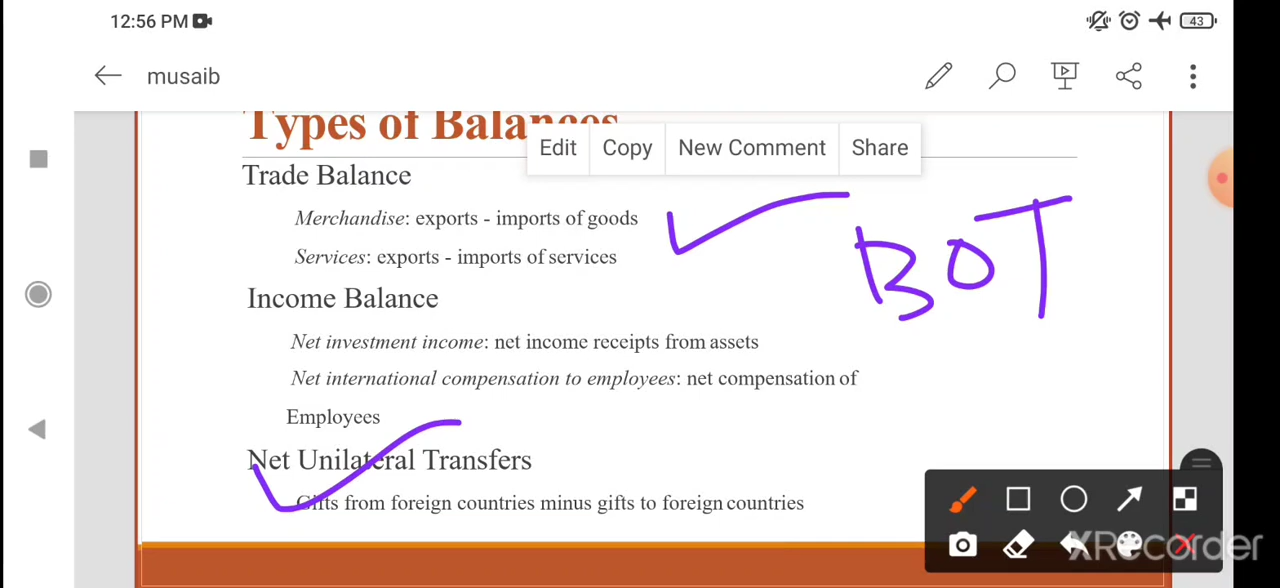 12:56 PM
43
musaib
Types of Balances
Edit Copy New Comment Share
Trade Balance
Merchandise: exports - imports of goods
Services: exports - imports of services
BOT
Income Balance
Net investment income: net income receipts from assets
Net international compensation to employees: net compensation of
Employees
Net Unilateral Transfers
Gifts from foreign countries minus gifts to foreign countries
XRecorder